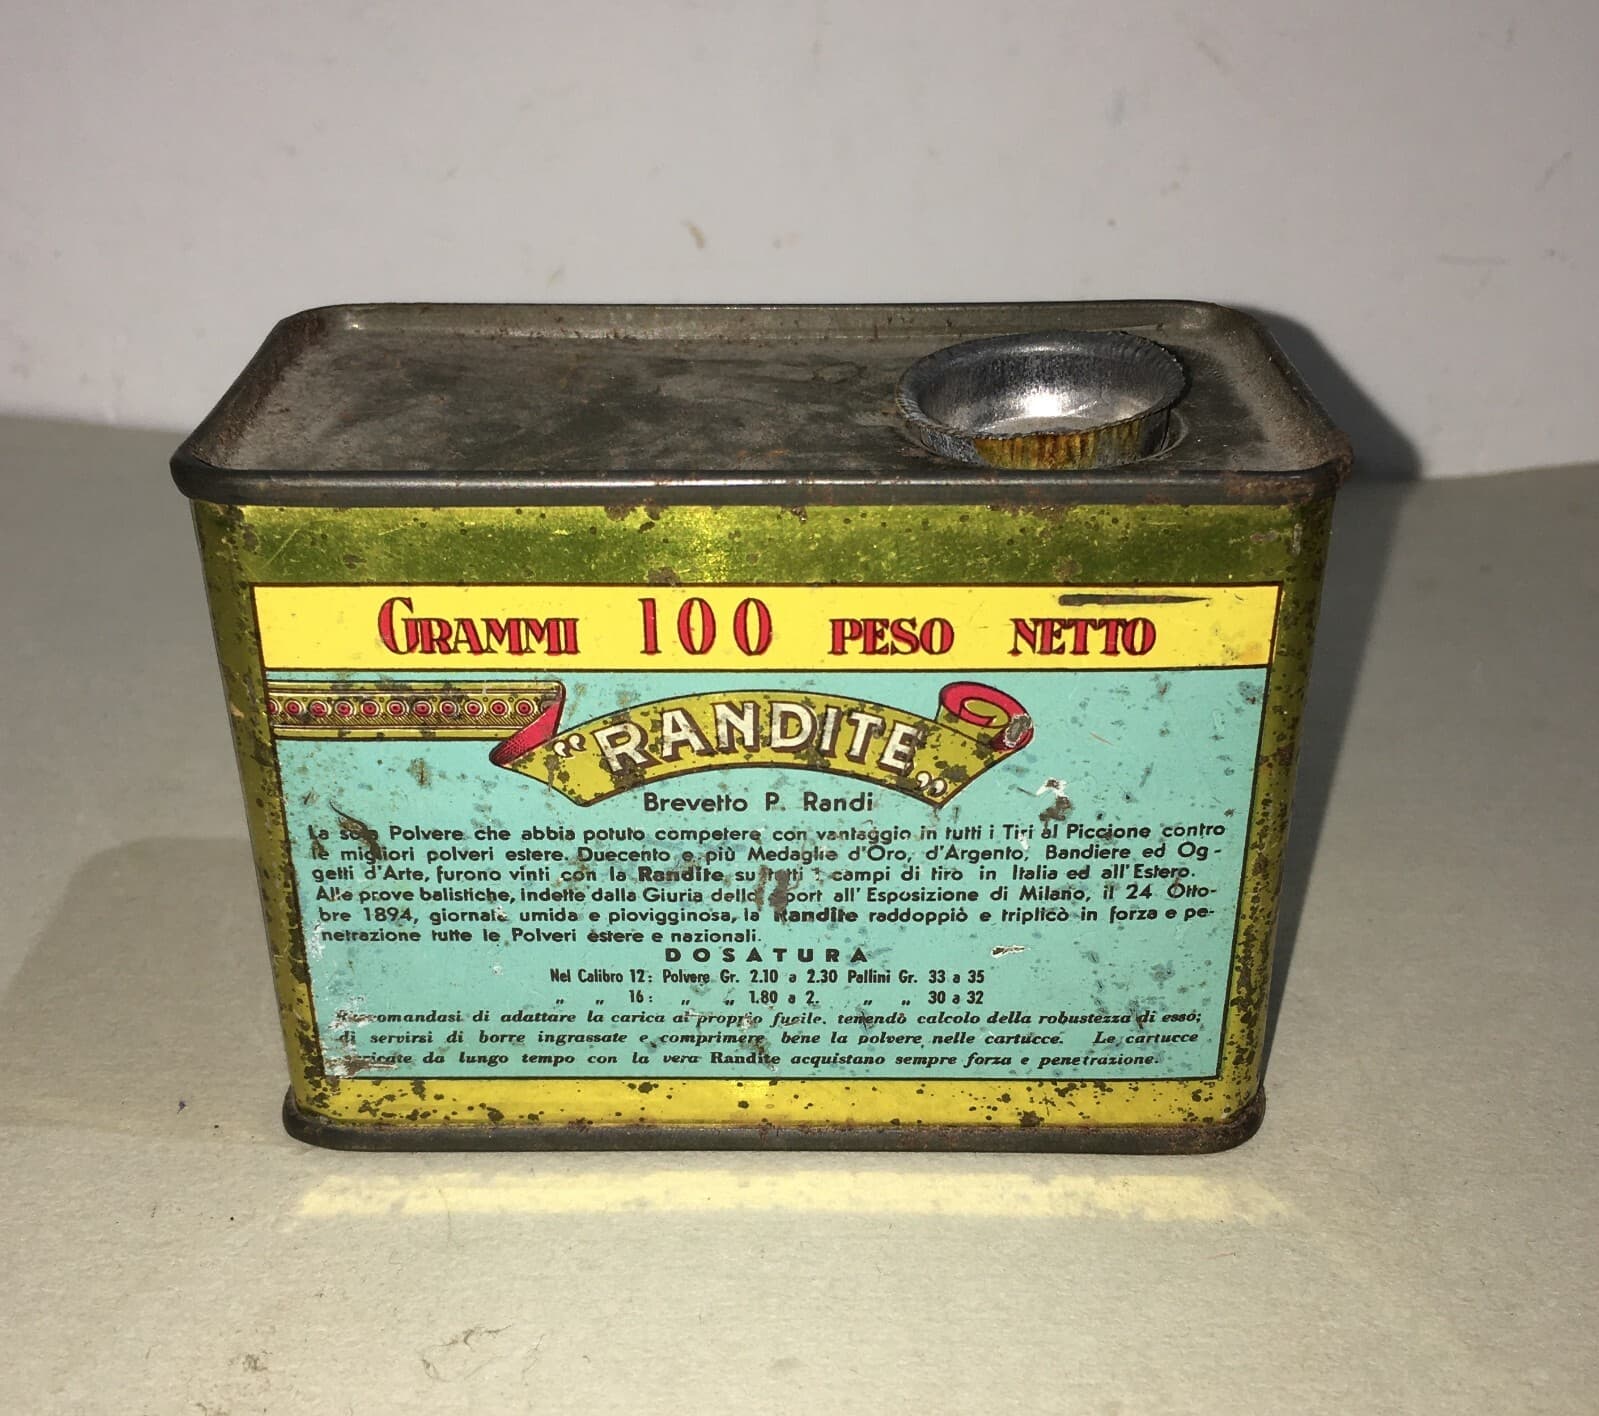 GRAMMI 100 PESO NETTO
“RANDITE„
Brevetto P. Randi
La sola Polvere che abbia potuto competere con vantaggio in tutti i Tiri al Piccione contro
le migliori polveri estere. Duecento e più Medaglie d'Oro, d'Argento, Bandiere ed Og-
getti d'Arte, furono vinti con la Randite su tutti i campi di tiro in Italia ed all'Estero.
Alle prove balistiche, indette dalla Giuria dello Sport all'Esposizione di Milano, il 24 Otto-
bre 1894, giornata umida e piovigginosa, la Randite raddoppiò e triplicò in forza e pe-
netrazione tutte le Polveri estere e nazionali.
DOSATURA
Nel Calibro 12: Polvere Gr. 2.10 a 2.30 Pallini Gr. 33 a 35
„ „ 16: „ „ 1.80 a 2. „ „ 30 a 32
Raccomandasi di adattare la carica al proprio fucile, tenendo calcolo della robustezza di esso;
di servirsi di borre ingrassate e comprimere bene la polvere nelle cartucce. Le cartucce
caricate da lungo tempo con la vera Randite acquistano sempre forza e penetrazione.